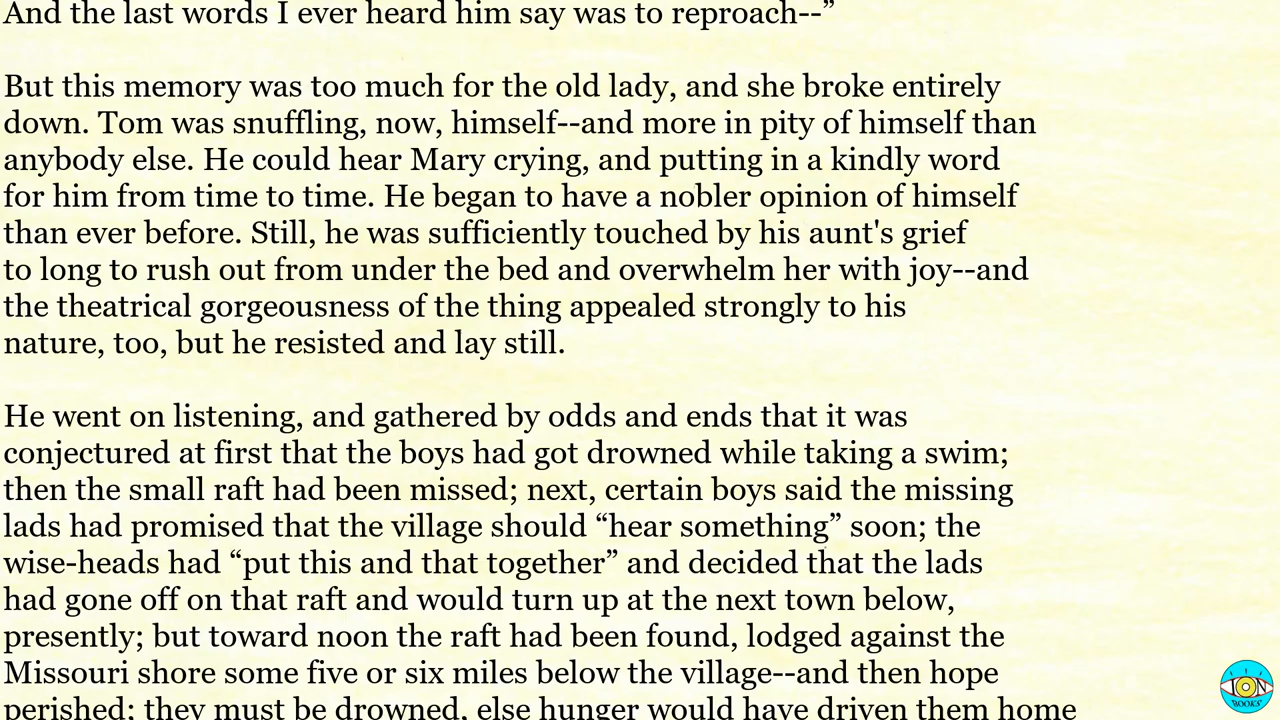 And the last words I ever heard him say was to reproach--”
But this memory was too much for the old lady, and she broke entirely
down. Tom was snuffling, now, himself--and more in pity of himself than
anybody else. He could hear Mary crying, and putting in a kindly word
for him from time to time. He began to have a nobler opinion of himself
than ever before. Still, he was sufficiently touched by his aunt's grief
to long to rush out from under the bed and overwhelm her with joy--and
the theatrical gorgeousness of the thing appealed strongly to his
nature, too, but he resisted and lay still.
He went on listening, and gathered by odds and ends that it was
conjectured at first that the boys had got drowned while taking a swim;
then the small raft had been missed; next, certain boys said the missing
lads had promised that the village should “hear something” soon; the
wise-heads had “put this and that together” and decided that the lads
had gone off on that raft and would turn up at the next town below,
presently; but toward noon the raft had been found, lodged against the
Missouri shore some five or six miles below the village--and then hope
perished; they must be drowned, else hunger would have driven them home
ION
BOOKS